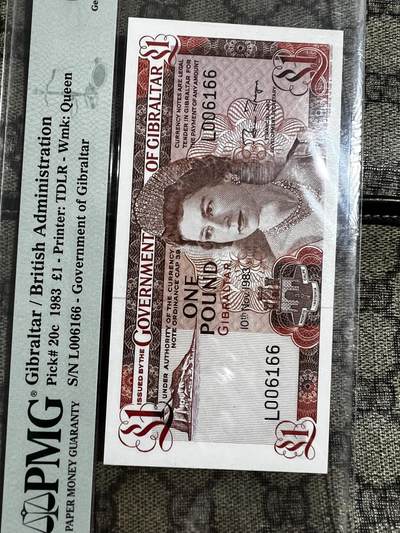 PMG®
PAPER MONEY GUARANTY
Gibraltar / British Administration
Pick# 20c 1983 £1 - Printer: TDLR - Wmk: Queen
S/N L006166 - Government of Gibraltar
Ge
£1 ISSUED BY THE GOVERNMENT OF GIBRALTAR £1
UNDER AUTHORITY OF THE CURRENCY
NOTE ORDINANCE CAP 39
CURRENCY NOTES ARE LEGAL
TENDER IN GIBRALTAR FOR
THE PAYMENT OF ANY AMOUNT
L006166
ONE
POUND
GIBRALTAR
10th Nov. 1983
L006166
£1
£1